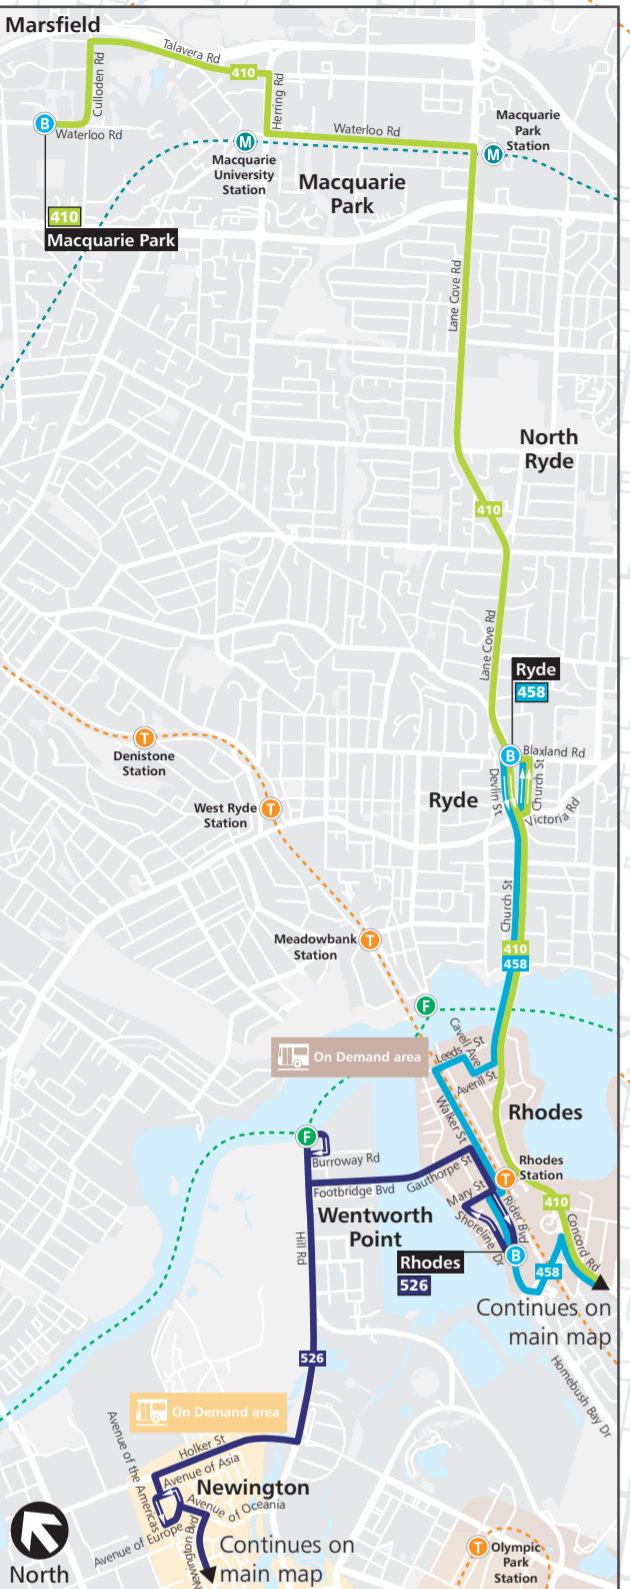 Marsfield
Talavera Rd
410
Culloden Rd
Herring Rd
B
Waterloo Rd
Waterloo Rd
Macquarie
Park
Station
M
M
Macquarie
University
Station
Macquarie
Park
410
Macquarie Park
Lane Cove Rd
North
Ryde
410
Lane Cove Rd
Ryde
458
T
Denistone
Station
B
Blaxland Rd
Devlin St
Church St
Ryde
Victoria Rd
West Ryde
Station
T
Church St
Meadowbank
Station
T
410
458
F
On Demand area
Cavell Ave
Leeds St
Averill St
Walker St
Rhodes
F
Burroway Rd
Footbridge Bvd
Gauthorpe St
Rhodes
Station
T
Mary St
Rider Bvd
410
Wentworth
Point
Shoreline Dr
Concord Rd
Hill Rd
Rhodes
526
B
458
Continues on
main map
526
Homebush Bay Dr
On Demand area
Avenue of the Americas
Holker St
Avenue of Asia
Newington
Avenue of Oceania
Avenue of Europe
Newington Bvd
Continues on
main map
North
T
Olympic
Park
Station